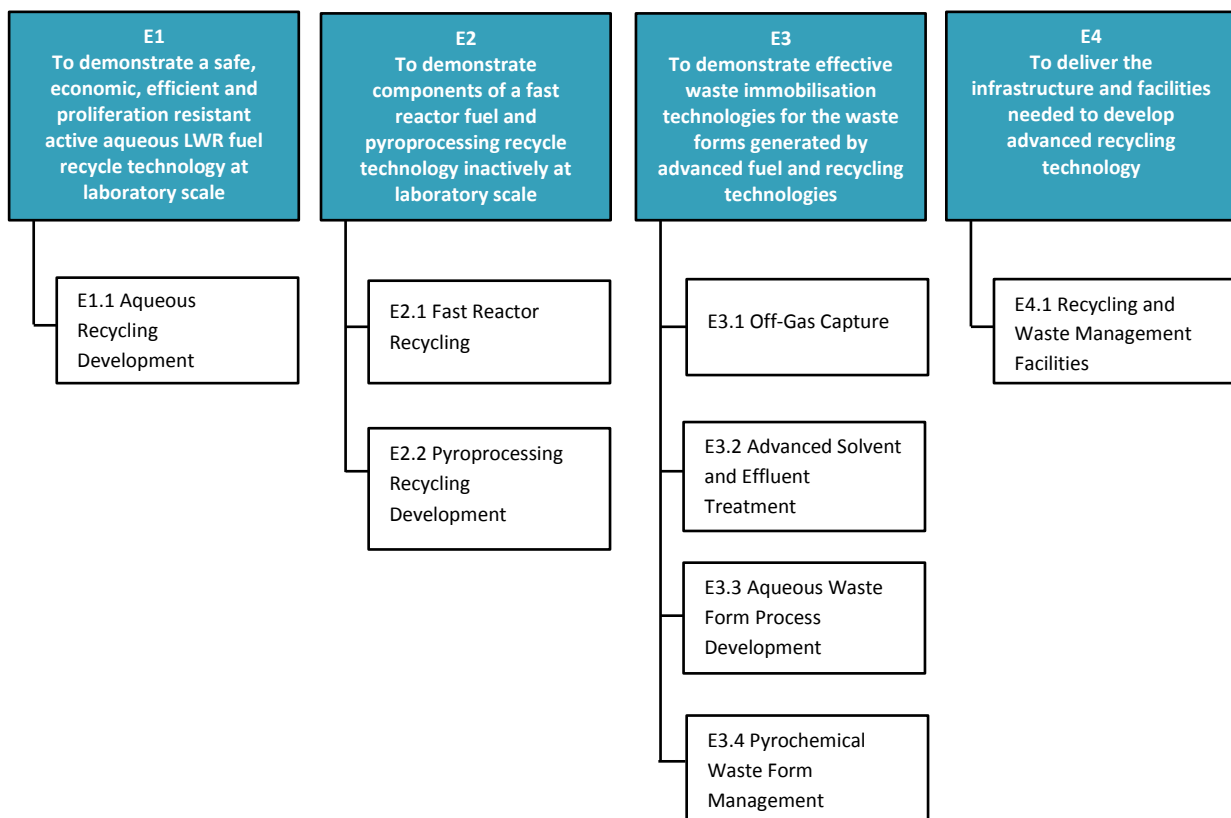 E1
To demonstrate a safe,
economic, efficient and
proliferation resistant
active aqueous LWR fuel
recycle technology at
laboratory scale
E1.1 Aqueous
Recycling
Development
E2
To demonstrate
components of a fast
reactor fuel and
pyroprocessing recycle
technology inactively at
laboratory scale
E2.1 Fast Reactor
Recycling
E2.2 Pyroprocessing
Recycling
Development
E3
To demonstrate effective
waste immobilisation
technologies for the waste
forms generated by
advanced fuel and recycling
technologies
E3.1 Off-Gas Capture
E3.2 Advanced Solvent
and Effluent
Treatment
E3.3 Aqueous Waste
Form Process
Development
E3.4 Pyrochemical
Waste Form
Management
E4
To deliver the
infrastructure and facilities
needed to develop
advanced recycling
technology
E4.1 Recycling and
Waste Management
Facilities